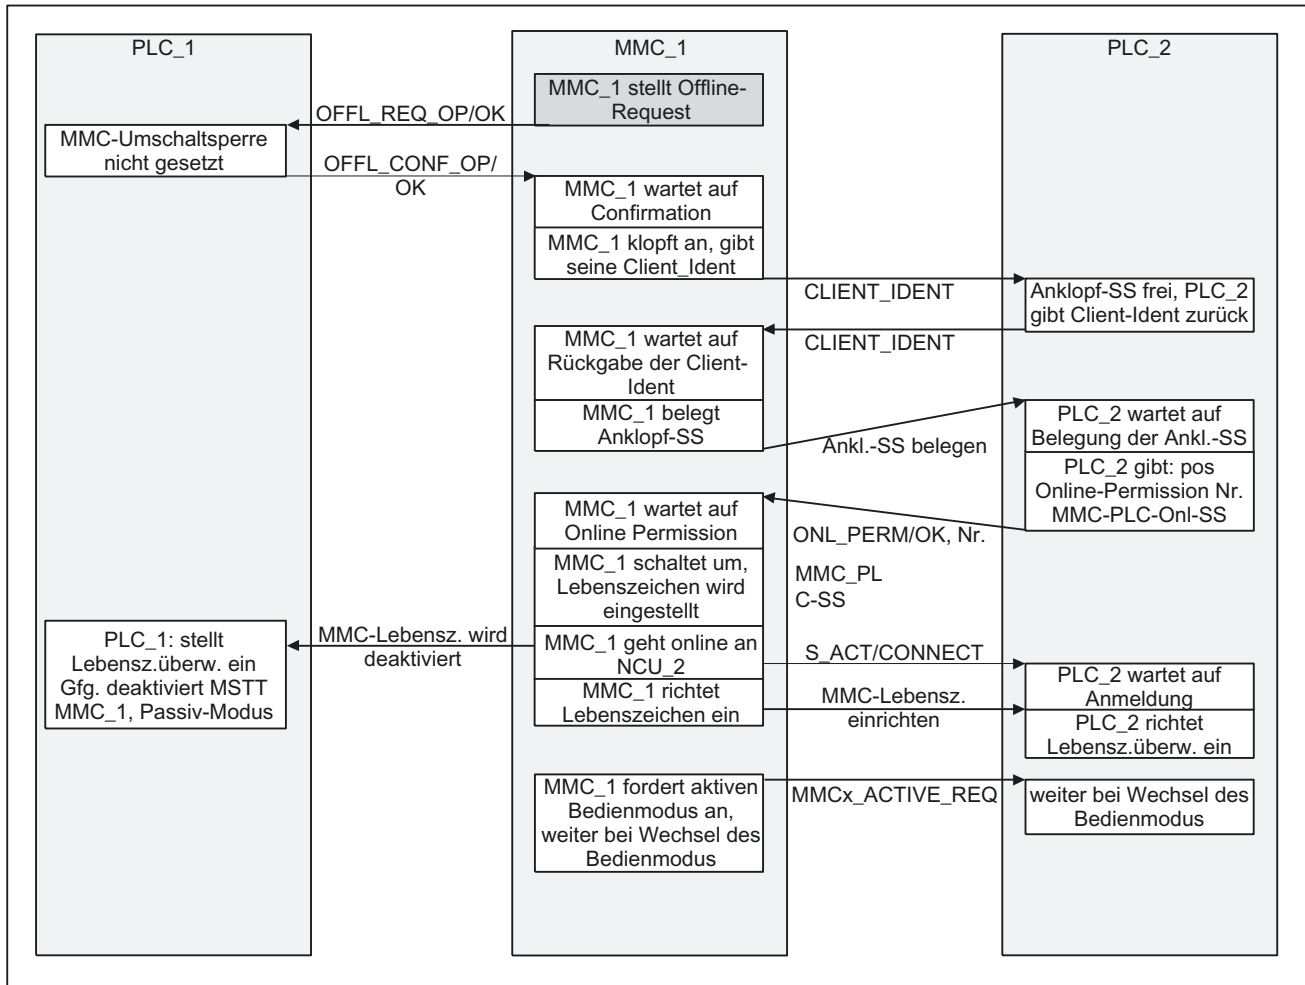 PLC_1
MMC_1
PLC_2
MMC_1 stellt Offline-
Request
OFFL_REQ_OP/OK
MMC-Umschaltsperre
nicht gesetzt
OFFL_CONF_OP/
OK
MMC_1 wartet auf
Confirmation
MMC_1 klopft an, gibt
seine Client_Ident
CLIENT_IDENT
Anklopf-SS frei, PLC_2
gibt Client-Ident zurück
CLIENT_IDENT
MMC_1 wartet auf
Rückgabe der Client-
Ident
MMC_1 belegt
Anklopf-SS
Ankl.-SS belegen
PLC_2 wartet auf
Belegung der Ankl.-SS
PLC_2 gibt: pos
Online-Permission Nr.
MMC-PLC-Onl-SS
MMC_1 wartet auf
Online Permission
ONL_PERM/OK, Nr.
MMC_PL
C-SS
MMC_1 schaltet um,
Lebenszeichen wird
eingestellt
MMC-Lebensz. wird
deaktiviert
PLC_1: stellt
Lebensz.überw. ein
Gfg. deaktiviert MSTT
MMC_1, Passiv-Modus
MMC_1 geht online an
NCU_2
S_ACT/CONNECT
PLC_2 wartet auf
Anmeldung
MMC_1 richtet
Lebenszeichen ein
MMC-Lebensz.
einrichten
PLC_2 richtet
Lebensz.überw. ein
MMC_1 fordert aktiven
Bedienmodus an,
weiter bei Wechsel des
Bedienmodus
MMCx_ACTIVE_REQ
weiter bei Wechsel des
Bedienmodus